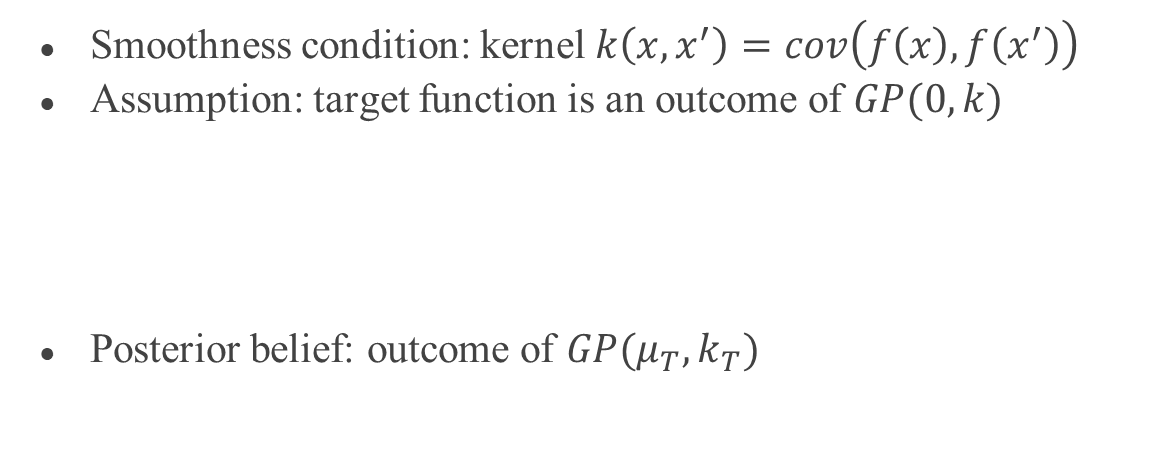 • Smoothness condition: kernel k(x, x′) = cov(f(x), f(x′))
• Assumption: target function is an outcome of GP(0, k)
• Posterior belief: outcome of GP(μ_T, k_T)